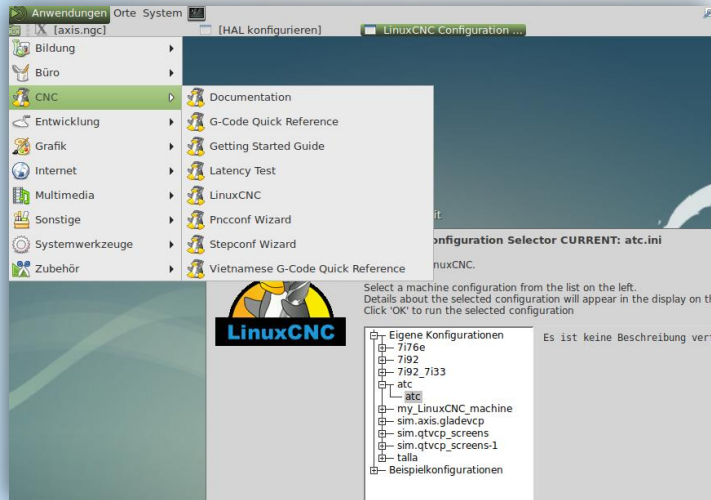 Anwendungen Orte System
[axis.ngc] [HAL konfigurieren] LinuxCNC Configuration ...
Bildung
Büro
CNC
Entwicklung
Grafik
Internet
Multimedia
Sonstige
Systemwerkzeuge
Zubehör
Documentation
G-Code Quick Reference
Getting Started Guide
Latency Test
LinuxCNC
Pncconf Wizard
Stepconf Wizard
Vietnamese G-Code Quick Reference
it
onfiguration Selector CURRENT: atc.ini
nuxCNC.
Select a machine configuration from the list on the left.
Details about the selected configuration will appear in the display on th
Click 'OK' to run the selected configuration
LinuxCNC
Eigene Konfigurationen
7i76e
7i92
7i92_7i33
atc
atc
my_LinuxCNC_machine
sim.axis.gladevcp
sim.qtvcp_screens
sim.qtvcp_screens-1
talla
Beispielkonfigurationen
Es ist keine Beschreibung verf